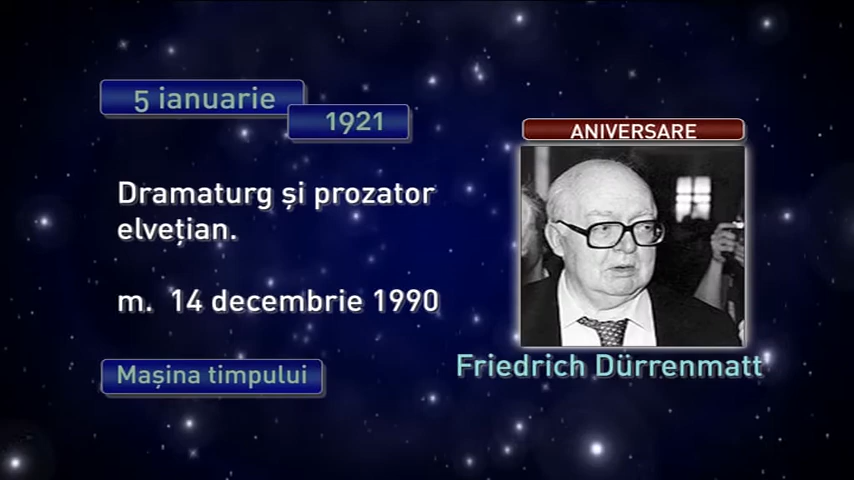 5 ianuarie
1921
ANIVERSARE
Dramaturg și prozator
elvețian.
m. 14 decembrie 1990
Friedrich Dürrenmatt
Mașina timpului